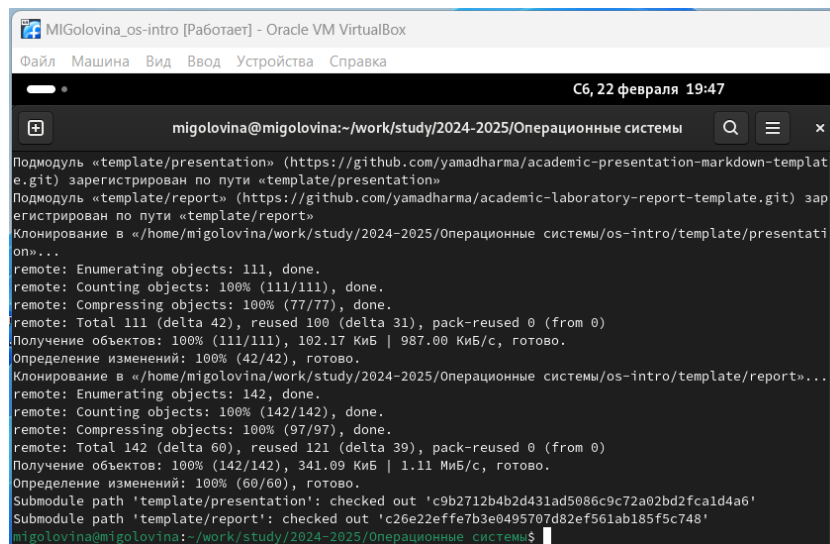 MIGolovina_os-intro [Работает] - Oracle VM VirtualBox
Файл Машина Вид Ввод Устройства Справка
Сб, 22 февраля 19:47
migolovina@migolovina:~/work/study/2024-2025/Операционные системы
Подмодуль «template/presentation» (https://github.com/yamadharma/academic-presentation-markdown-templat
e.git) зарегистрирован по пути «template/presentation»
Подмодуль «template/report» (https://github.com/yamadharma/academic-laboratory-report-template.git) зар
егистрирован по пути «template/report»
Клонирование в «/home/migolovina/work/study/2024-2025/Операционные системы/os-intro/template/presentati
on»...
remote: Enumerating objects: 111, done.
remote: Counting objects: 100% (111/111), done.
remote: Compressing objects: 100% (77/77), done.
remote: Total 111 (delta 42), reused 100 (delta 31), pack-reused 0 (from 0)
Получение объектов: 100% (111/111), 102.17 КиБ | 987.00 КиБ/с, готово.
Определение изменений: 100% (42/42), готово.
Клонирование в «/home/migolovina/work/study/2024-2025/Операционные системы/os-intro/template/report»...
remote: Enumerating objects: 142, done.
remote: Counting objects: 100% (142/142), done.
remote: Compressing objects: 100% (97/97), done.
remote: Total 142 (delta 60), reused 121 (delta 39), pack-reused 0 (from 0)
Получение объектов: 100% (142/142), 341.09 КиБ | 1.11 МиБ/с, готово.
Определение изменений: 100% (60/60), готово.
Submodule path 'template/presentation': checked out 'c9b2712b4b2d431ad5086c9c72a02bd2fca1d4a6'
Submodule path 'template/report': checked out 'c26e22effe7b3e0495707d82ef561ab185f5c748'
migolovina@migolovina:~/work/study/2024-2025/Операционные системы$